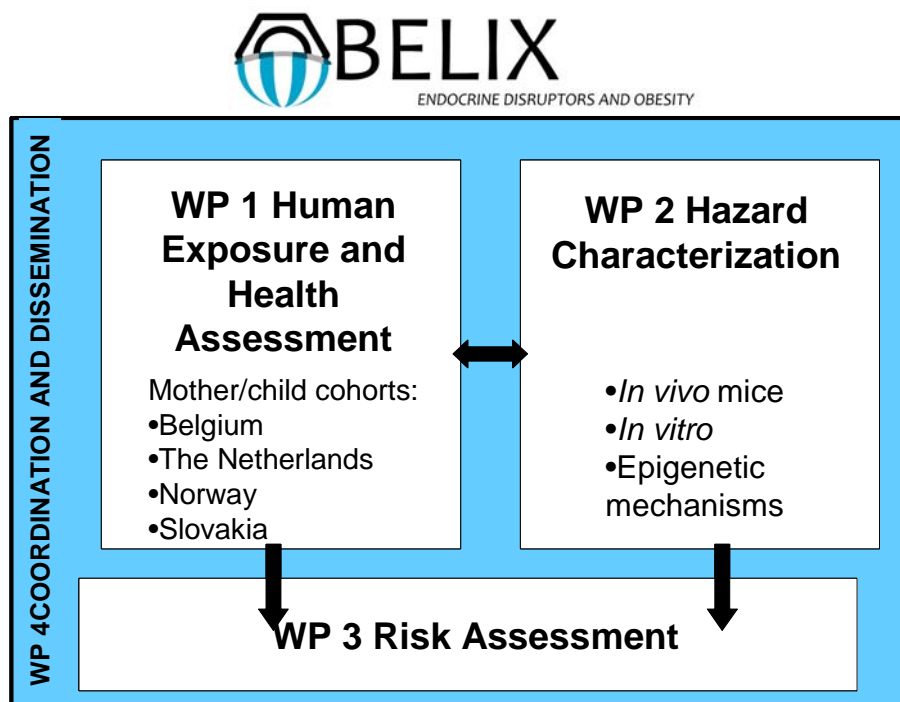 OBELIX
ENDOCRINE DISRUPTORS AND OBESITY
WP 4COORDINATION AND DISSEMINATION
WP 1 Human
Exposure and
Health
Assessment
Mother/child cohorts:
•Belgium
•The Netherlands
•Norway
•Slovakia
WP 2 Hazard
Characterization
•In vivo mice
•In vitro
•Epigenetic
mechanisms
WP 3 Risk Assessment